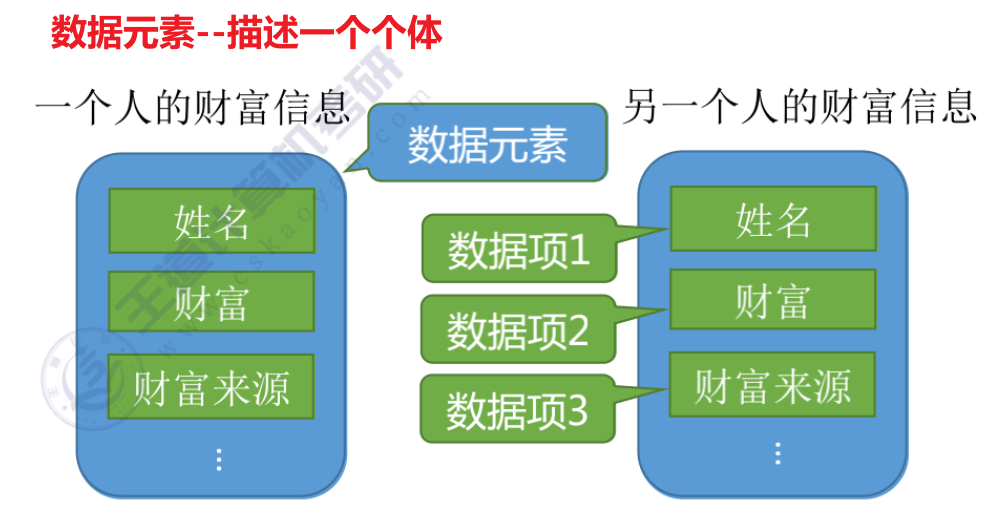 数据元素--描述一个个体
一个人的财富信息
另一个人的财富信息
数据元素
姓名
财富
财富来源
⋮
数据项1
数据项2
数据项3
姓名
财富
财富来源
⋮
王道计算机考研
www.cskaoyan.com